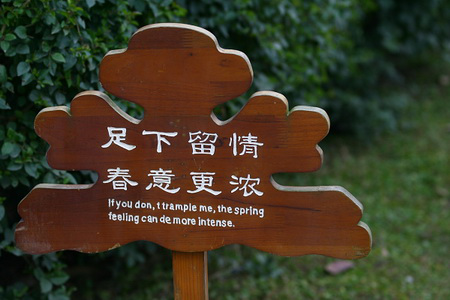 足下留情
春意更浓
If you don,t trample me, the spring
feeling can de more intense.